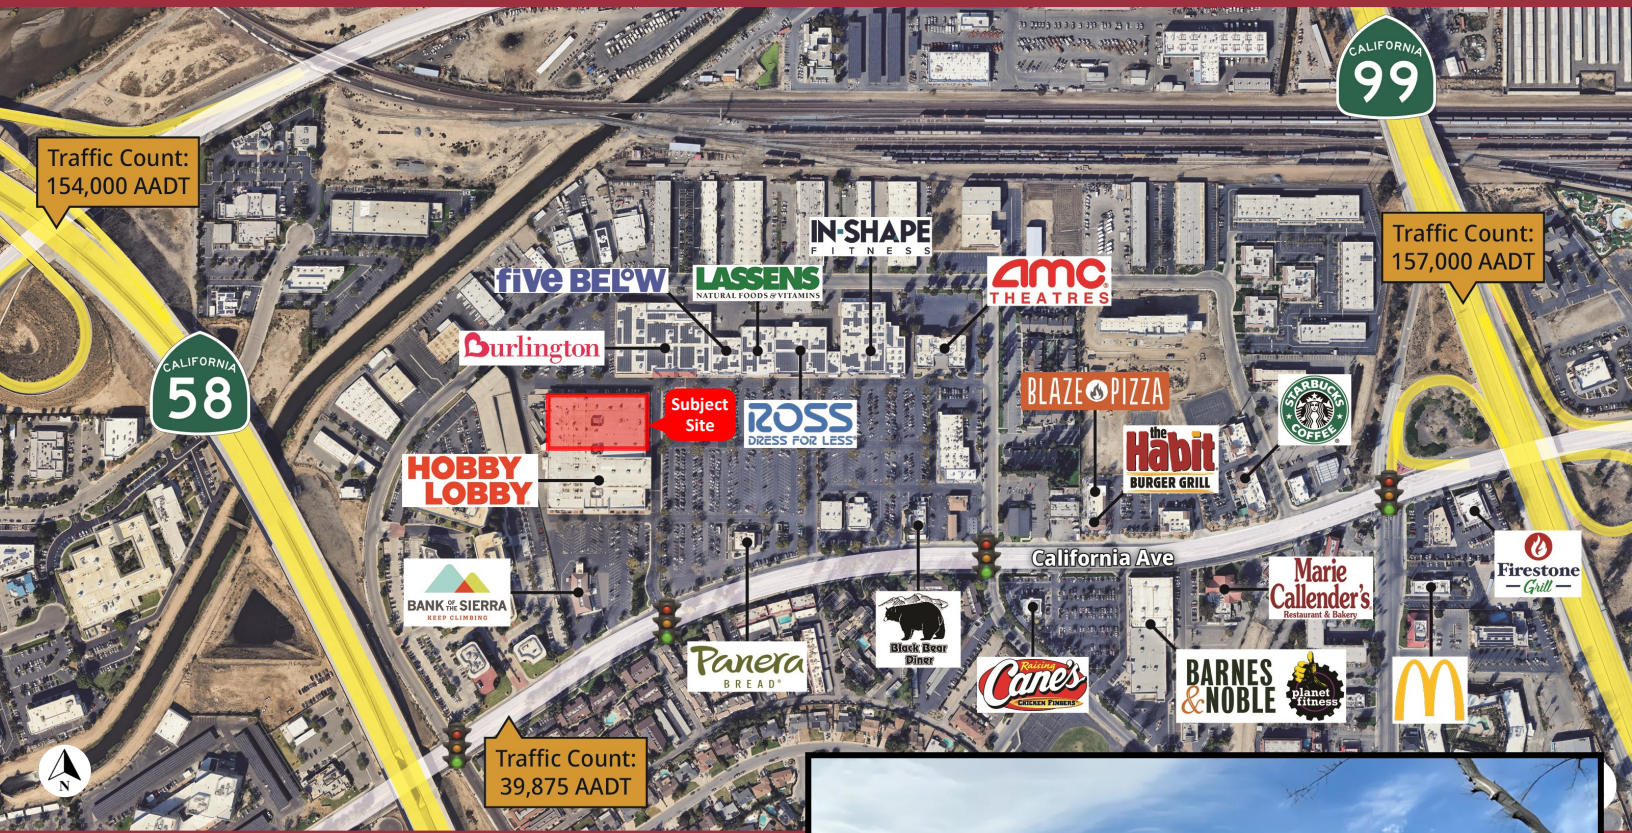 CALIFORNIA
99
Traffic Count:
154,000 AADT
IN-SHAPE
FITNESS
Traffic Count:
157,000 AADT
five BELOW
LASSENS
NATURAL FOODS & VITAMINS
amc
THEATRES
Burlington
CALIFORNIA
58
Subject
Site
ROSS
DRESS FOR LESS
BLAZE PIZZA
STARBUCKS
COFFEE
the
Habit
BURGER GRILL
HOBBY
LOBBY
California Ave
Firestone
Grill
BANK OF THE SIERRA
KEEP CLIMBING
Marie
Callender's
Restaurant & Bakery
Black Bear
Diner
Panera
BREAD
Raising
Cane's
CHICKEN FINGERS
BARNES
&NOBLE
planet
fitness
M
Traffic Count:
39,875 AADT
N